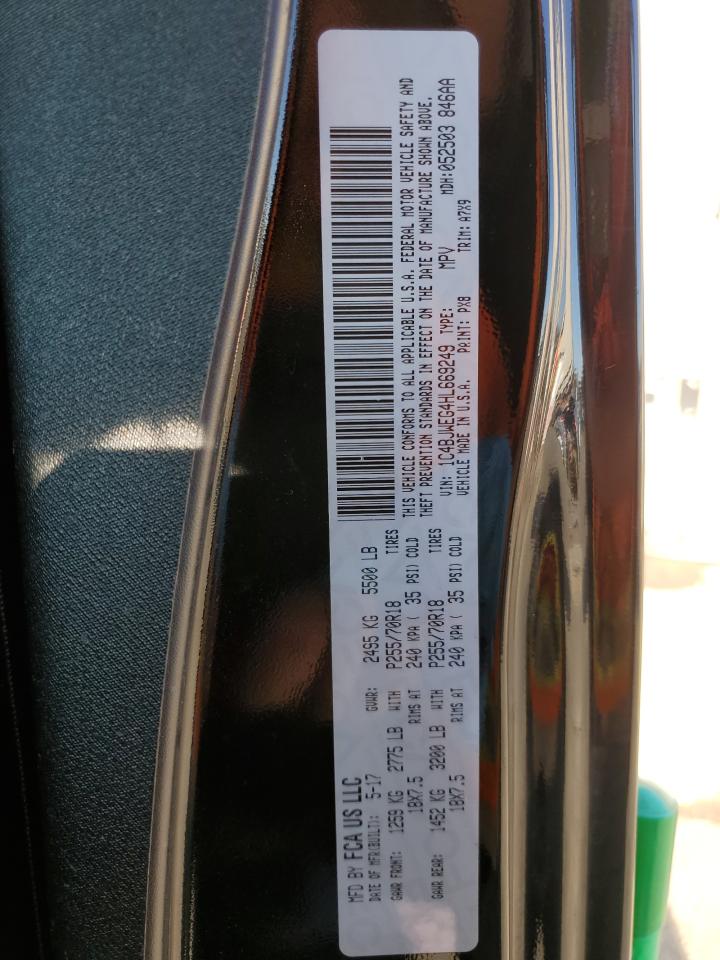 MFD BY FCA US LLC
DATE OF MFR(BUILT): 5-17 GVWR: 2495 KG 5500 LB
GAWR FRONT: 1259 KG 2775 LB WITH P255/70R18 TIRES
18X7.5 RIMS AT 240 KPA ( 35 PSI) COLD
GAWR REAR: 1452 KG 3200 LB WITH P255/70R18 TIRES
18X7.5 RIMS AT 240 KPA ( 35 PSI) COLD
THIS VEHICLE CONFORMS TO ALL APPLICABLE U.S.A. FEDERAL MOTOR VEHICLE SAFETY AND
THEFT PREVENTION STANDARDS IN EFFECT ON THE DATE OF MANUFACTURE SHOWN ABOVE.
VIN: 1C4BJWEG4HL669249 TYPE: MPV MDH:052503 846AA
VEHICLE MADE IN U.S.A. PAINT: PX8 TRIM: A7X9